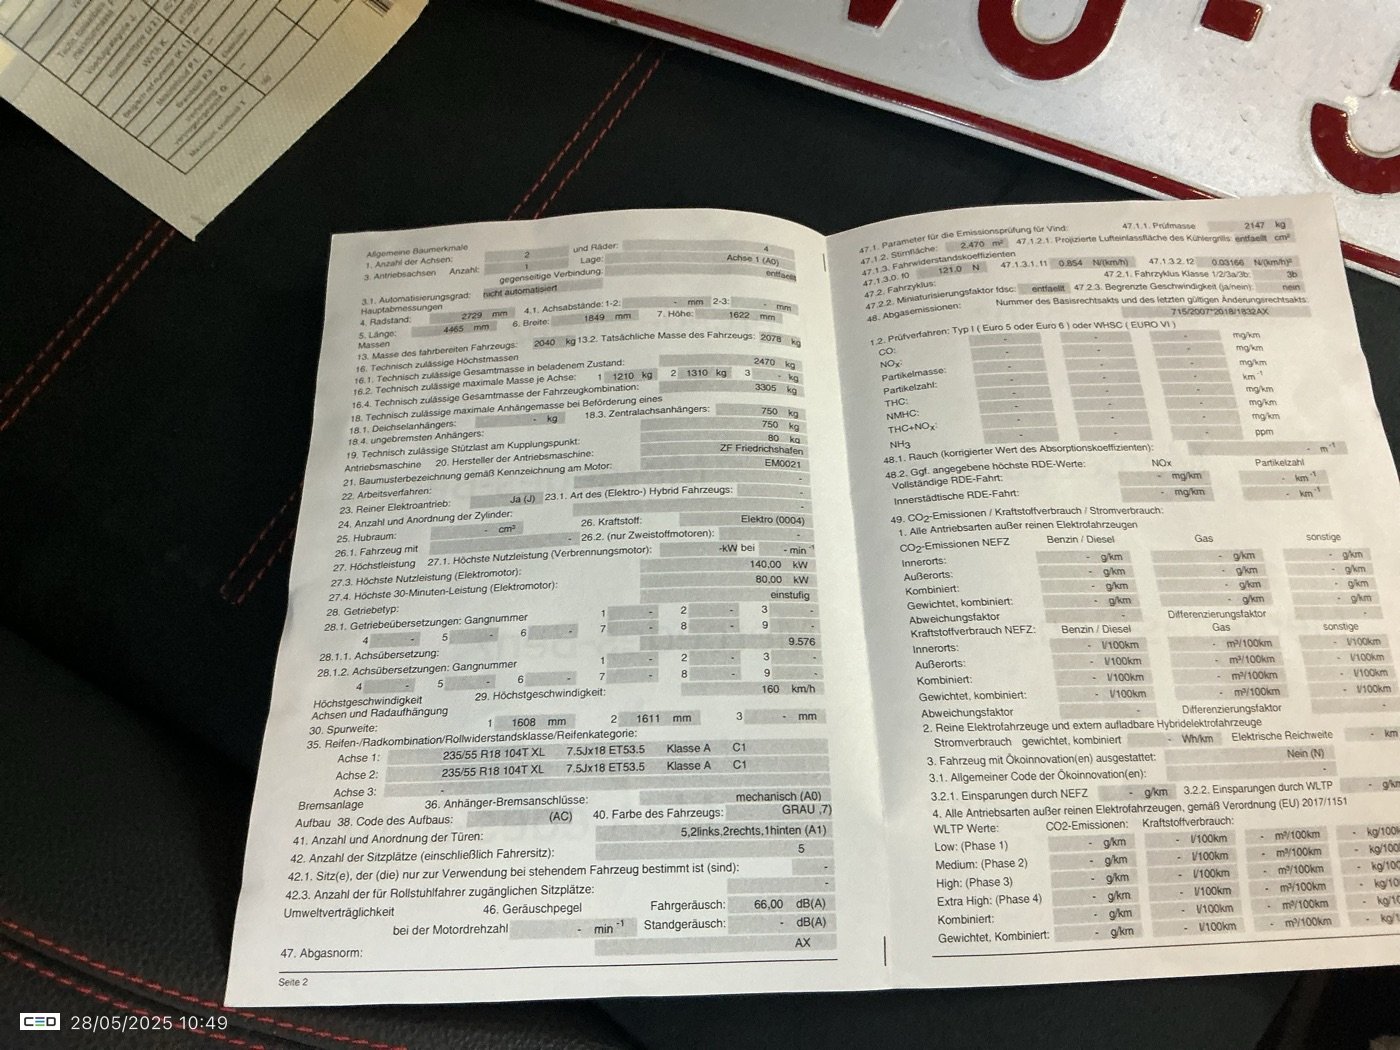 Allgemeine Baumerkmale
1. Anzahl der Achsen: 2 und Räder: 4
3. Antriebsachsen Anzahl: 1 Lage: Achse 1 (A0)
gegenseitige Verbindung: entfaellt
3.1. Automatisierungsgrad: nicht automatisiert
Hauptabmessungen
4. Radstand: 2729 mm 4.1. Achsabstände: 1-2: - mm 2-3: - mm
5. Länge: 4465 mm 6. Breite: 1849 mm 7. Höhe: 1622 mm
Massen
13. Masse des fahrbereiten Fahrzeugs: 2040 kg 13.2. Tatsächliche Masse des Fahrzeugs: 2078 kg
16. Technisch zulässige Höchstmassen
16.1. Technisch zulässige Gesamtmasse in beladenem Zustand: 2470 kg
16.2. Technisch zulässige maximale Masse je Achse: 1 1210 kg 2 1310 kg 3 - kg
16.4. Technisch zulässige Gesamtmasse der Fahrzeugkombination: 3305 kg
18. Technisch zulässige maximale Anhängemasse bei Beförderung eines
18.1. Deichselanhängers: - kg 18.3. Zentralachsanhängers: 750 kg
18.4. ungebremsten Anhängers: 750 kg
19. Technisch zulässige Stützlast am Kupplungspunkt: 80 kg
Antriebsmaschine 20. Hersteller der Antriebsmaschine: ZF Friedrichshafen
21. Baumusterbezeichnung gemäß Kennzeichnung am Motor: EM0021
22. Arbeitsverfahren: -
23. Reiner Elektroantrieb: Ja (J) 23.1. Art des (Elektro-) Hybrid Fahrzeugs: -
24. Anzahl und Anordnung der Zylinder: -
25. Hubraum: - cm³ 26. Kraftstoff: Elektro (0004)
26.1. Fahrzeug mit - 26.2. (nur Zweistoffmotoren): -
27. Höchstleistung 27.1. Höchste Nutzleistung (Verbrennungsmotor): -kW bei - min⁻¹
27.3. Höchste Nutzleistung (Elektromotor): 140,00 kW
27.4. Höchste 30-Minuten-Leistung (Elektromotor): 80,00 kW
28. Getriebetyp: einstufig
28.1. Getriebeübersetzungen: Gangnummer 1 - 2 - 3 -
4 - 5 - 6 - 7 - 8 - 9 -
28.1.1. Achsübersetzung: 9.576
28.1.2. Achsübersetzungen: Gangnummer 1 - 2 - 3 -
4 - 5 - 6 - 7 - 8 - 9 -
Höchstgeschwindigkeit 29. Höchstgeschwindigkeit: 160 km/h
Achsen und Radaufhängung
30. Spurweite: 1 1608 mm 2 1611 mm 3 - mm
35. Reifen-/Radkombination/Rollwiderstandsklasse/Reifenkategorie:
Achse 1: 235/55 R18 104T XL 7.5Jx18 ET53.5 Klasse A C1
Achse 2: 235/55 R18 104T XL 7.5Jx18 ET53.5 Klasse A C1
Achse 3: -
Bremsanlage 36. Anhänger-Bremsanschlüsse: mechanisch (A0)
Aufbau 38. Code des Aufbaus: (AC) 40. Farbe des Fahrzeugs: GRAU ,7)
41. Anzahl und Anordnung der Türen: 5,2links,2rechts,1hinten (A1)
42. Anzahl der Sitzplätze (einschließlich Fahrersitz): 5
42.1. Sitz(e), der (die) nur zur Verwendung bei stehendem Fahrzeug bestimmt ist (sind): -
42.3. Anzahl der für Rollstuhlfahrer zugänglichen Sitzplätze: -
Umweltverträglichkeit 46. Geräuschpegel Fahrgeräusch: 66,00 dB(A)
bei der Motordrehzahl - min⁻¹ Standgeräusch: - dB(A)
47. Abgasnorm: AX
Seite 2
47.1. Parameter für die Emissionsprüfung für Vind: 47.1.1. Prüfmasse 2147 kg
47.1.2. Stirnfläche: 2.470 m² 47.1.2.1. Projizierte Lufteinlassfläche des Kühlergrills: entfaellt cm²
47.1.3. Fahrwiderstandskoeffizienten
47.1.3.0. f0 121.0 N 47.1.3.1. f1 0.854 N/(km/h) 47.1.3.2. f2 0.03166 N/(km/h)²
47.2. Fahrzyklus: 47.2.1. Fahrzyklus Klasse 1/2/3a/3b: 3b
47.2.2. Miniaturisierungsfaktor fdsc: entfaellt 47.2.3. Begrenzte Geschwindigkeit (ja/nein): nein
48. Abgasemissionen: Nummer des Basisrechtsakts und des letzten gültigen Änderungsrechtsakts:
715/2007*2018/1832AX
1.2. Prüfverfahren: Typ I ( Euro 5 oder Euro 6 ) oder WHSC ( EURO VI )
CO: - - - mg/km
NOx: - - - mg/km
Partikelmasse: - - - mg/km
Partikelzahl: - - - km⁻¹
THC: - - - mg/km
NMHC: - - - mg/km
THC+NOx: - - - mg/km
NH3 - - - ppm
48.1. Rauch (korrigierter Wert des Absorptionskoeffizienten): - m⁻¹
48.2. Ggf. angegebene höchste RDE-Werte: NOx Partikelzahl
Vollständige RDE-Fahrt: - mg/km - km⁻¹
Innerstädtische RDE-Fahrt: - mg/km - km⁻¹
49. CO2-Emissionen / Kraftstoffverbrauch / Stromverbrauch:
1. Alle Antriebsarten außer reinen Elektrofahrzeugen
CO2-Emissionen NEFZ Benzin / Diesel Gas sonstige
Innerorts: - g/km - g/km - g/km
Außerorts: - g/km - g/km - g/km
Kombiniert: - g/km - g/km - g/km
Gewichtet, kombiniert: - g/km - g/km - g/km
Abweichungsfaktor - Differenzierungsfaktor -
Kraftstoffverbrauch NEFZ: Benzin / Diesel Gas sonstige
Innerorts: - l/100km - m³/100km - l/100km
Außerorts: - l/100km - m³/100km - l/100km
Kombiniert: - l/100km - m³/100km - l/100km
Gewichtet, kombiniert: - l/100km - m³/100km - l/100km
Abweichungsfaktor - Differenzierungsfaktor -
2. Reine Elektrofahrzeuge und extern aufladbare Hybridelektrofahrzeuge
Stromverbrauch gewichtet, kombiniert - Wh/km Elektrische Reichweite - km
3. Fahrzeug mit Ökoinnovation(en) ausgestattet: Nein (N)
3.1. Allgemeiner Code der Ökoinnovation(en): -
3.2.1. Einsparungen durch NEFZ - g/km 3.2.2. Einsparungen durch WLTP - g/km
4. Alle Antriebsarten außer reinen Elektrofahrzeugen, gemäß Verordnung (EU) 2017/1151
WLTP Werte: CO2-Emissionen: Kraftstoffverbrauch:
Low: (Phase 1) - g/km - l/100km - m³/100km - kg/100
Medium: (Phase 2) - g/km - l/100km - m³/100km - kg/100
High: (Phase 3) - g/km - l/100km - m³/100km - kg/100
Extra High: (Phase 4) - g/km - l/100km - m³/100km - kg/10
Kombiniert: - g/km - l/100km - m³/100km - kg/10
Gewichtet, Kombiniert: - g/km - l/100km - m³/100km - kg/1
CED 28/05/2025 10:49